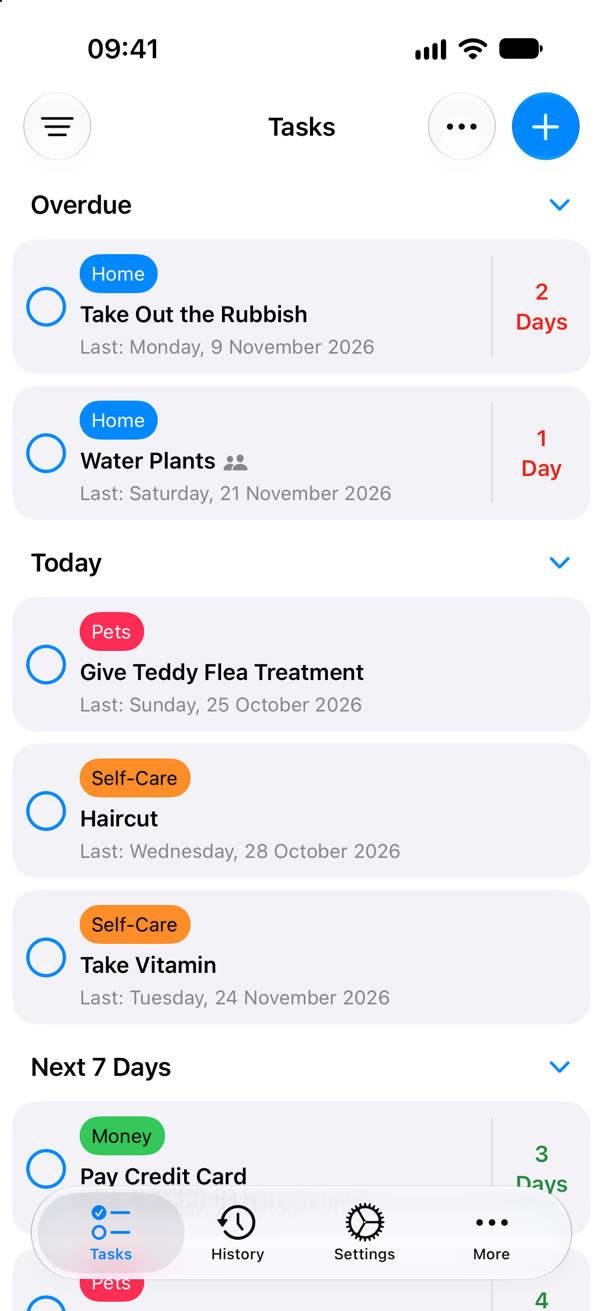 09:41
Tasks
Overdue
Home
Take Out the Rubbish
Last: Monday, 9 November 2026
2
Days
Home
Water Plants
Last: Saturday, 21 November 2026
1
Day
Today
Pets
Give Teddy Flea Treatment
Last: Sunday, 25 October 2026
Self-Care
Haircut
Last: Wednesday, 28 October 2026
Self-Care
Take Vitamin
Last: Tuesday, 24 November 2026
Next 7 Days
Money
Pay Credit Card
3
Days
Tasks
History
Settings
More
Pets
4